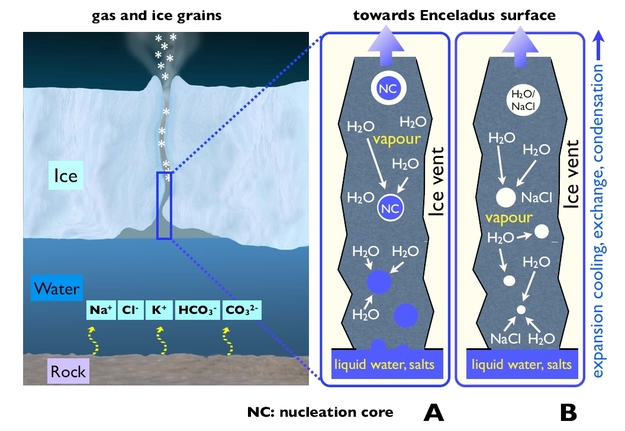 gas and ice grains
towards Enceladus surface
Ice
Water
Na⁺ Cl⁻ K⁺ HCO₃⁻ CO₃²⁻
Rock
NC
H₂O H₂O
vapour
H₂O
H₂O
NC
H₂O H₂O
H₂O
liquid water, salts
Ice vent
H₂O/
NaCl
H₂O
H₂O
NaCl
vapour
H₂O
H₂O
NaCl H₂O
liquid water, salts
Ice vent
expansion cooling, exchange, condensation
NC: nucleation core
A
B